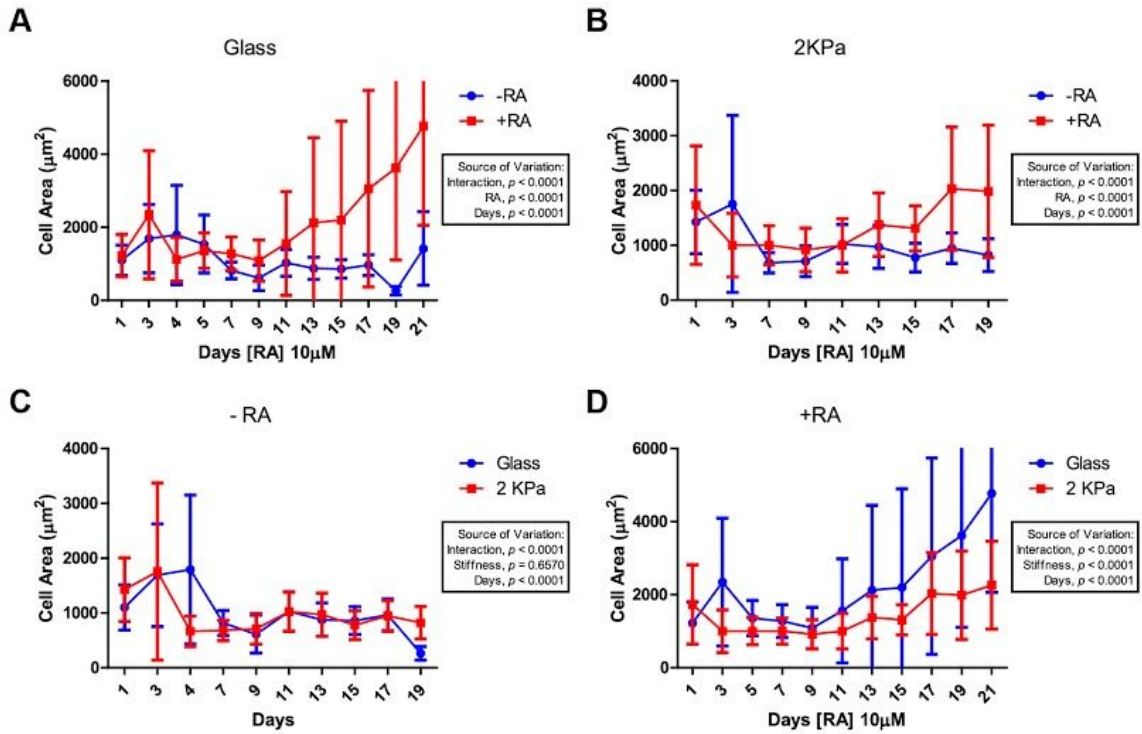 A
Glass
6000
4000
2000
0
Cell Area (μm²)
1 3 4 5 7 9 11 13 15 17 19 21
Days [RA] 10μM
-RA
+RA
Source of Variation:
Interaction, p < 0.0001
RA, p < 0.0001
Days, p < 0.0001
B
2KPa
4000
3000
2000
1000
0
Cell Area (μm²)
1 3 7 9 11 13 15 17 19
Days [RA] 10μM
-RA
+RA
Source of Variation:
Interaction, p < 0.0001
RA, p < 0.0001
Days, p < 0.0001
C
- RA
4000
3000
2000
1000
0
Cell Area (μm²)
1 3 4 7 9 11 13 15 17 19
Days
Glass
2 KPa
Source of Variation:
Interaction, p < 0.0001
Stiffness, p = 0.6570
Days, p < 0.0001
D
+RA
6000
4000
2000
0
Cell Area (μm²)
1 3 5 7 9 11 13 15 17 19 21
Days [RA] 10μM
Glass
2 KPa
Source of Variation:
Interaction, p < 0.0001
Stiffness, p < 0.0001
Days, p < 0.0001